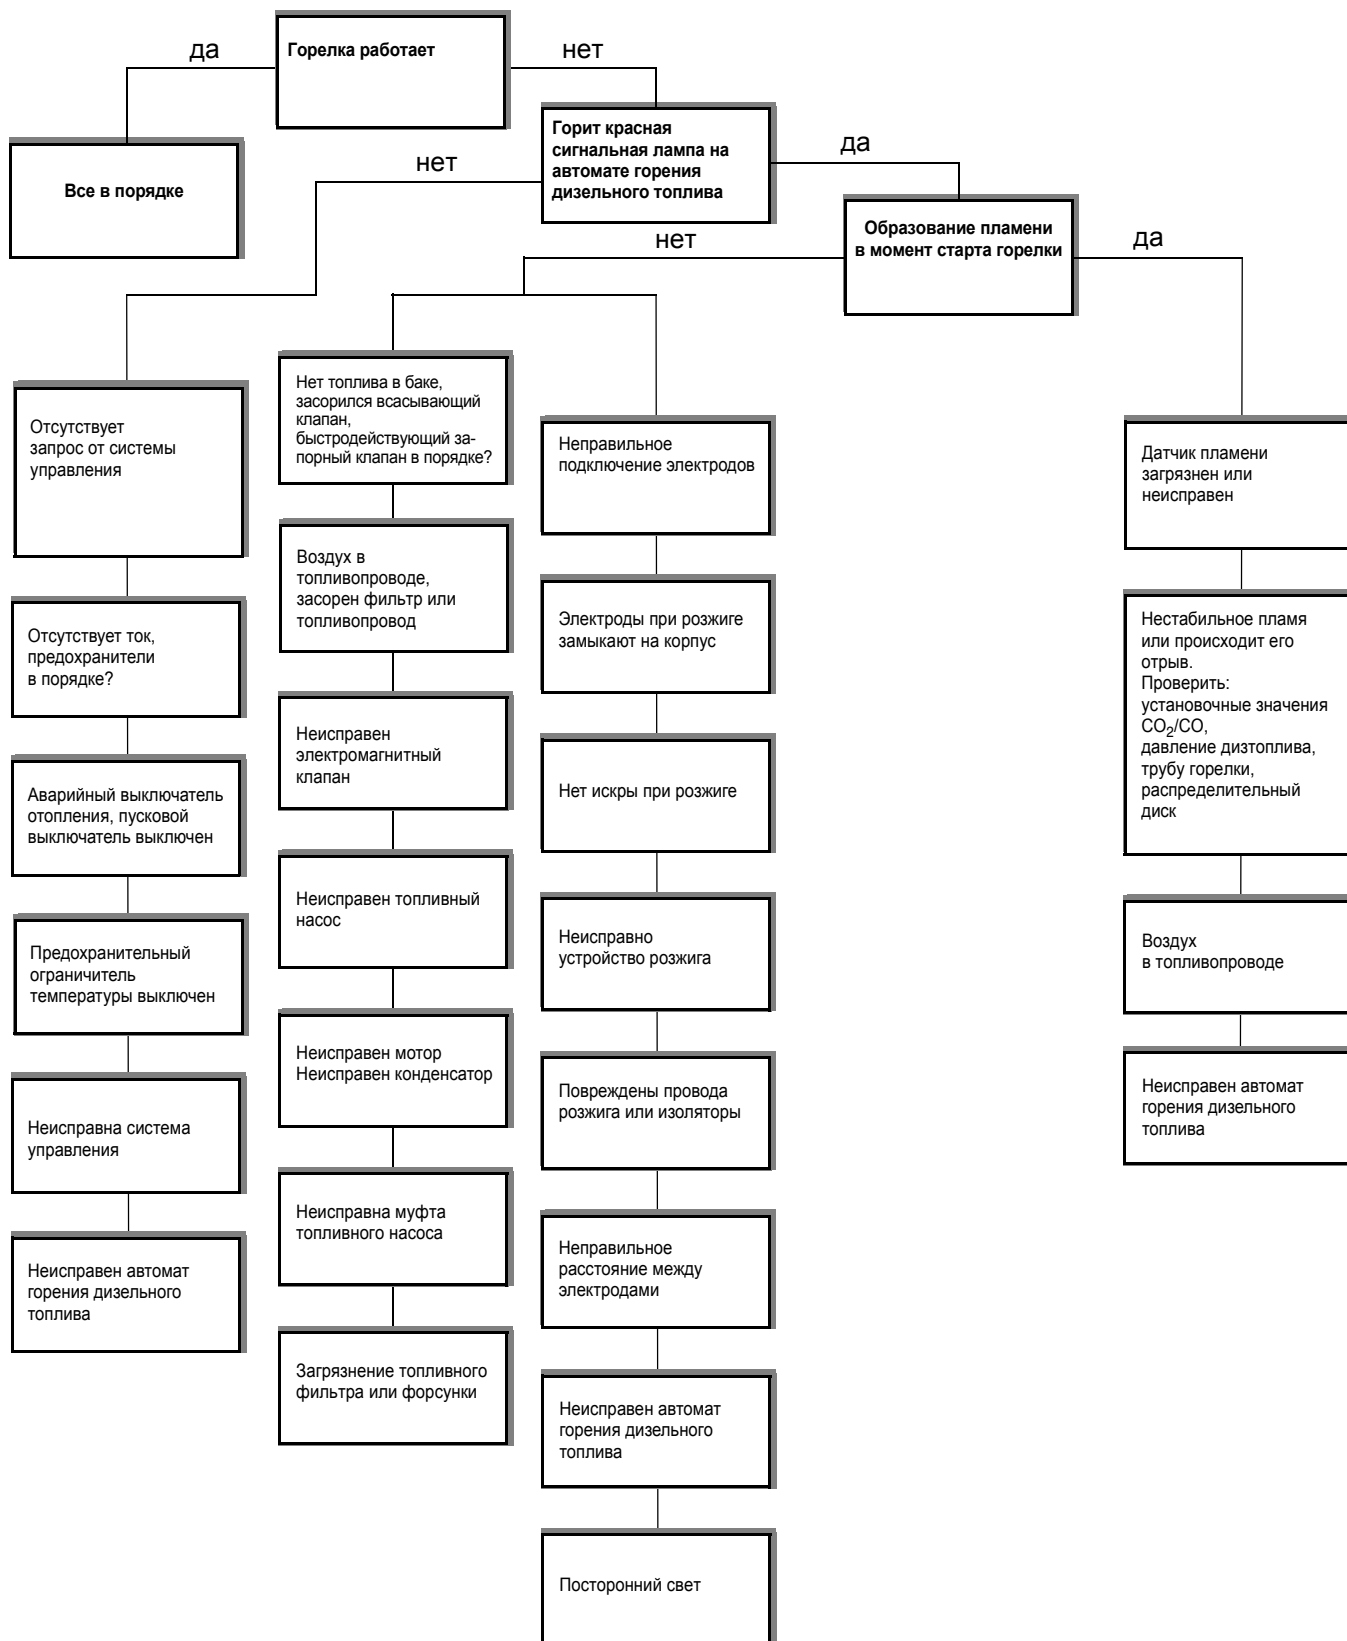 да
Горелка работает
нет
Все в порядке
нет
Горит красная
сигнальная лампа на
автомате горения
дизельного топлива
да
нет
Образование пламени
в момент старта горелки
да
Отсутствует
запрос от системы
управления
Отсутствует ток,
предохранители
в порядке?
Аварийный выключатель
отопления, пусковой
выключатель выключен
Предохранительный
ограничитель
температуры выключен
Неисправна система
управления
Неисправен автомат
горения дизельного
топлива
Нет топлива в баке,
засорился всасывающий
клапан,
быстродействующий за-
порный клапан в порядке?
Воздух в
топливопроводе,
засорен фильтр или
топливопровод
Неисправен
электромагнитный
клапан
Неисправен топливный
насос
Неисправен мотор
Неисправен конденсатор
Неисправна муфта
топливного насоса
Загрязнение топливного
фильтра или форсунки
Неправильное
подключение электродов
Электроды при розжиге
замыкают на корпус
Нет искры при розжиге
Неисправно
устройство розжига
Повреждены провода
розжига или изоляторы
Неправильное
расстояние между
электродами
Неисправен автомат
горения дизельного
топлива
Посторонний свет
Датчик пламени
загрязнен или
неисправен
Нестабильное пламя
или происходит его
отрыв.
Проверить:
установочные значения
CO₂/CO,
давление дизтоплива,
трубу горелки,
распределительный
диск
Воздух
в топливопроводе
Неисправен автомат
горения дизельного
топлива